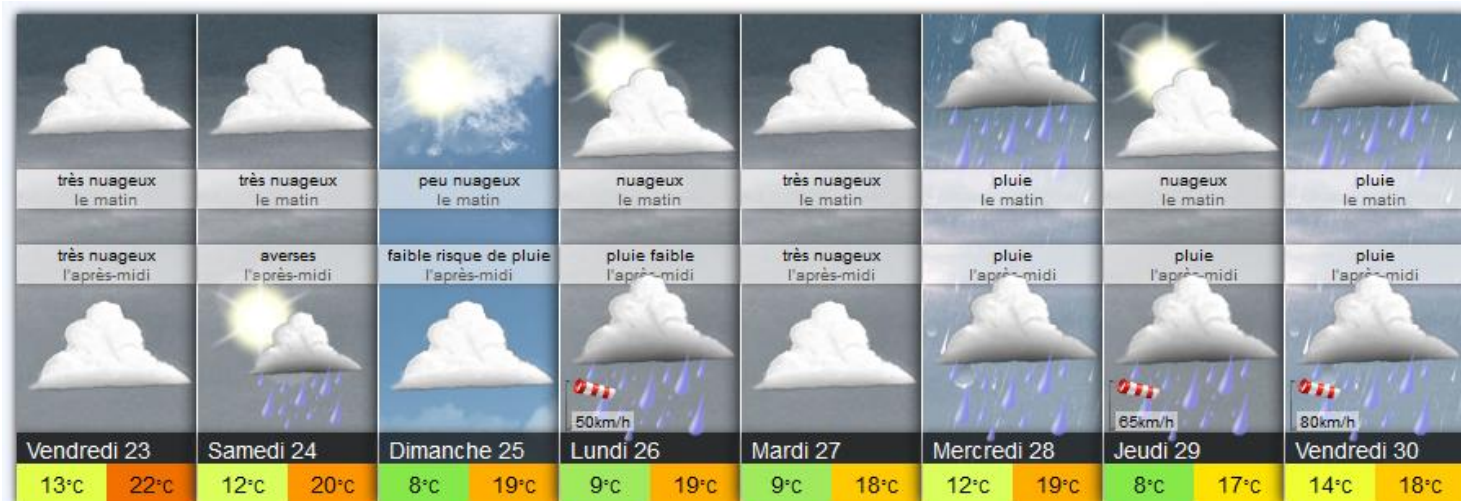 très nuageux
le matin
très nuageux
l'après-midi
Vendredi 23
13°C 22°C
très nuageux
le matin
averses
l'après-midi
Samedi 24
12°C 20°C
peu nuageux
le matin
faible risque de pluie
l'après-midi
Dimanche 25
8°C 19°C
nuageux
le matin
pluie faible
l'après-midi
50km/h
Lundi 26
9°C 19°C
très nuageux
le matin
très nuageux
l'après-midi
Mardi 27
9°C 18°C
pluie
le matin
pluie
l'après-midi
Mercredi 28
12°C 19°C
nuageux
le matin
pluie
l'après-midi
65km/h
Jeudi 29
8°C 17°C
pluie
le matin
pluie
l'après-midi
80km/h
Vendredi 30
14°C 18°C